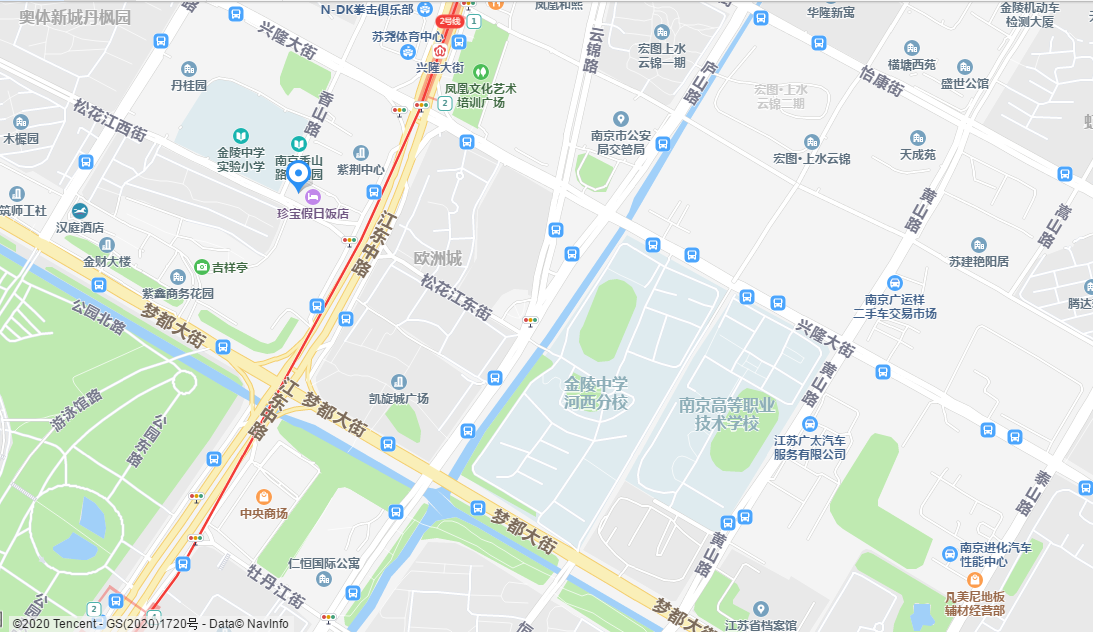 奥体新城丹枫园
N-DK拳击俱乐部
2号线
1
凤凰和熙
华隆新寓
金陵机动车
检测大厦
苏尧体育中心
兴隆大街
兴隆大街
云锦路
宏图上水
云锦一期
庐山路
横塘西苑
盛世公馆
怡康街
丹桂园
凤凰文化艺术
培训广场
2
宏图·上水
云锦二期
松花江西街
香山路
木樨园
金陵中学
实验小学
南京香山
紫荆中心
南京市公安
局交管局
宏图·上水云锦
天成苑
筑师工社
汉庭酒店
珍宝假日饭店
江东中路
黄山路
嵩山路
金财大楼
吉祥亭
欧洲城
苏建艳阳居
紫鑫商务花园
松花江东街
南京广运祥
二手车交易市场
公园北路
梦都大街
兴隆大街
游泳馆路
公园东路
江东中路
梦都大街
凯旋城广场
金陵中学
河西分校
南京高等职业
技术学校
黄山路
江苏广太汽车
服务有限公司
中央商场
梦都大街
泰山路
黄山路
仁恒国际公寓
牡丹江街
南京进化汽车
性能中心
凡美尼地板
辅材经营部
2
梦都大街
江苏省档案馆
©2020 Tencent - GS(2020)1720号 - Data© NavInfo